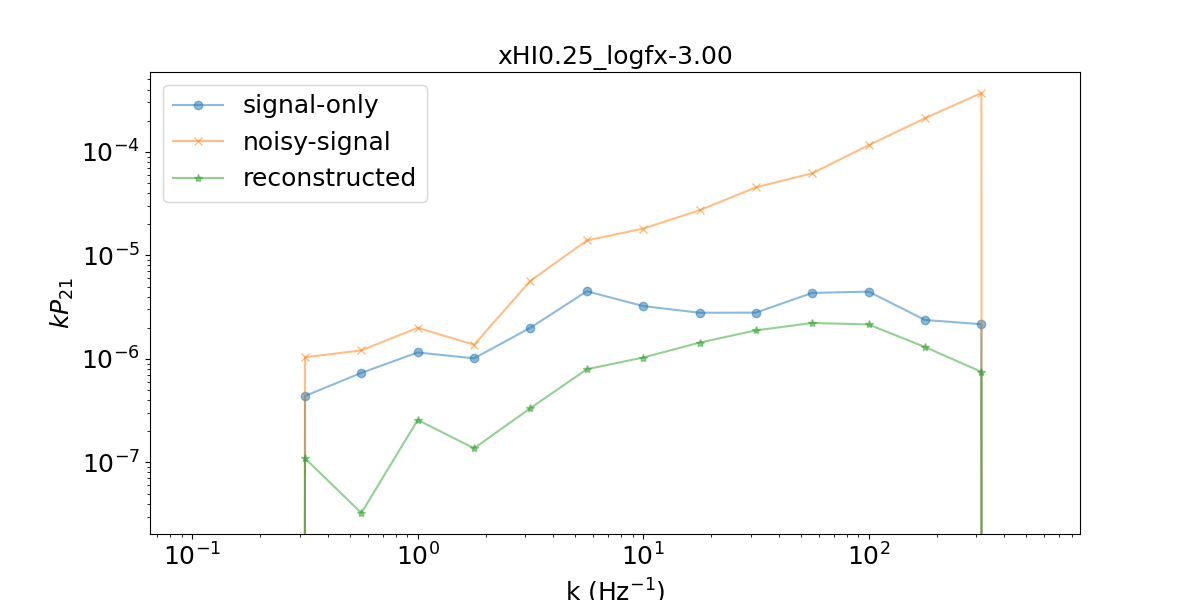 xHI0.25_logfx-3.00
signal-only
noisy-signal
reconstructed
10⁻⁴
10⁻⁵
10⁻⁶
10⁻⁷
kP₂₁
10⁻¹ 10⁰ 10¹ 10²
k (Hz⁻¹)